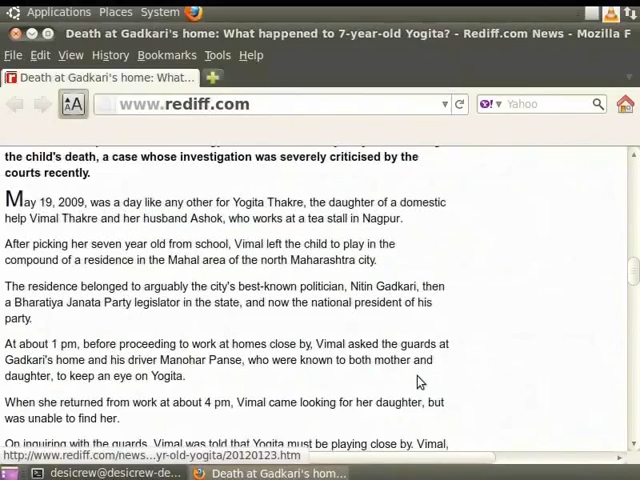 Applications Places System
Death at Gadkari's home: What happened to 7-year-old Yogita? - Rediff.com News - Mozilla F
File Edit View History Bookmarks Tools Help
Death at Gadkari's home: What...
AA www.rediff.com Y! Yahoo
the child's death, a case whose investigation was severely criticised by the
courts recently.
May 19, 2009, was a day like any other for Yogita Thakre, the daughter of a domestic
help Vimal Thakre and her husband Ashok, who works at a tea stall in Nagpur.
After picking her seven year old from school, Vimal left the child to play in the
compound of a residence in the Mahal area of the north Maharashtra city.
The residence belonged to arguably the city's best-known politician, Nitin Gadkari, then
a Bharatiya Janata Party legislator in the state, and now the national president of his
party.
At about 1 pm, before proceeding to work at homes close by, Vimal asked the guards at
Gadkari's home and his driver Manohar Panse, who were known to both mother and
daughter, to keep an eye on Yogita.
When she returned from work at about 4 pm, Vimal came looking for her daughter, but
was unable to find her.
On inquiring with the guards, Vimal was told that Yogita must be playing close by. Vimal,
http://www.rediff.com/news...yr-old-yogita/20120123.htm
desicrew@desicrew-de... Death at Gadkari's hom...